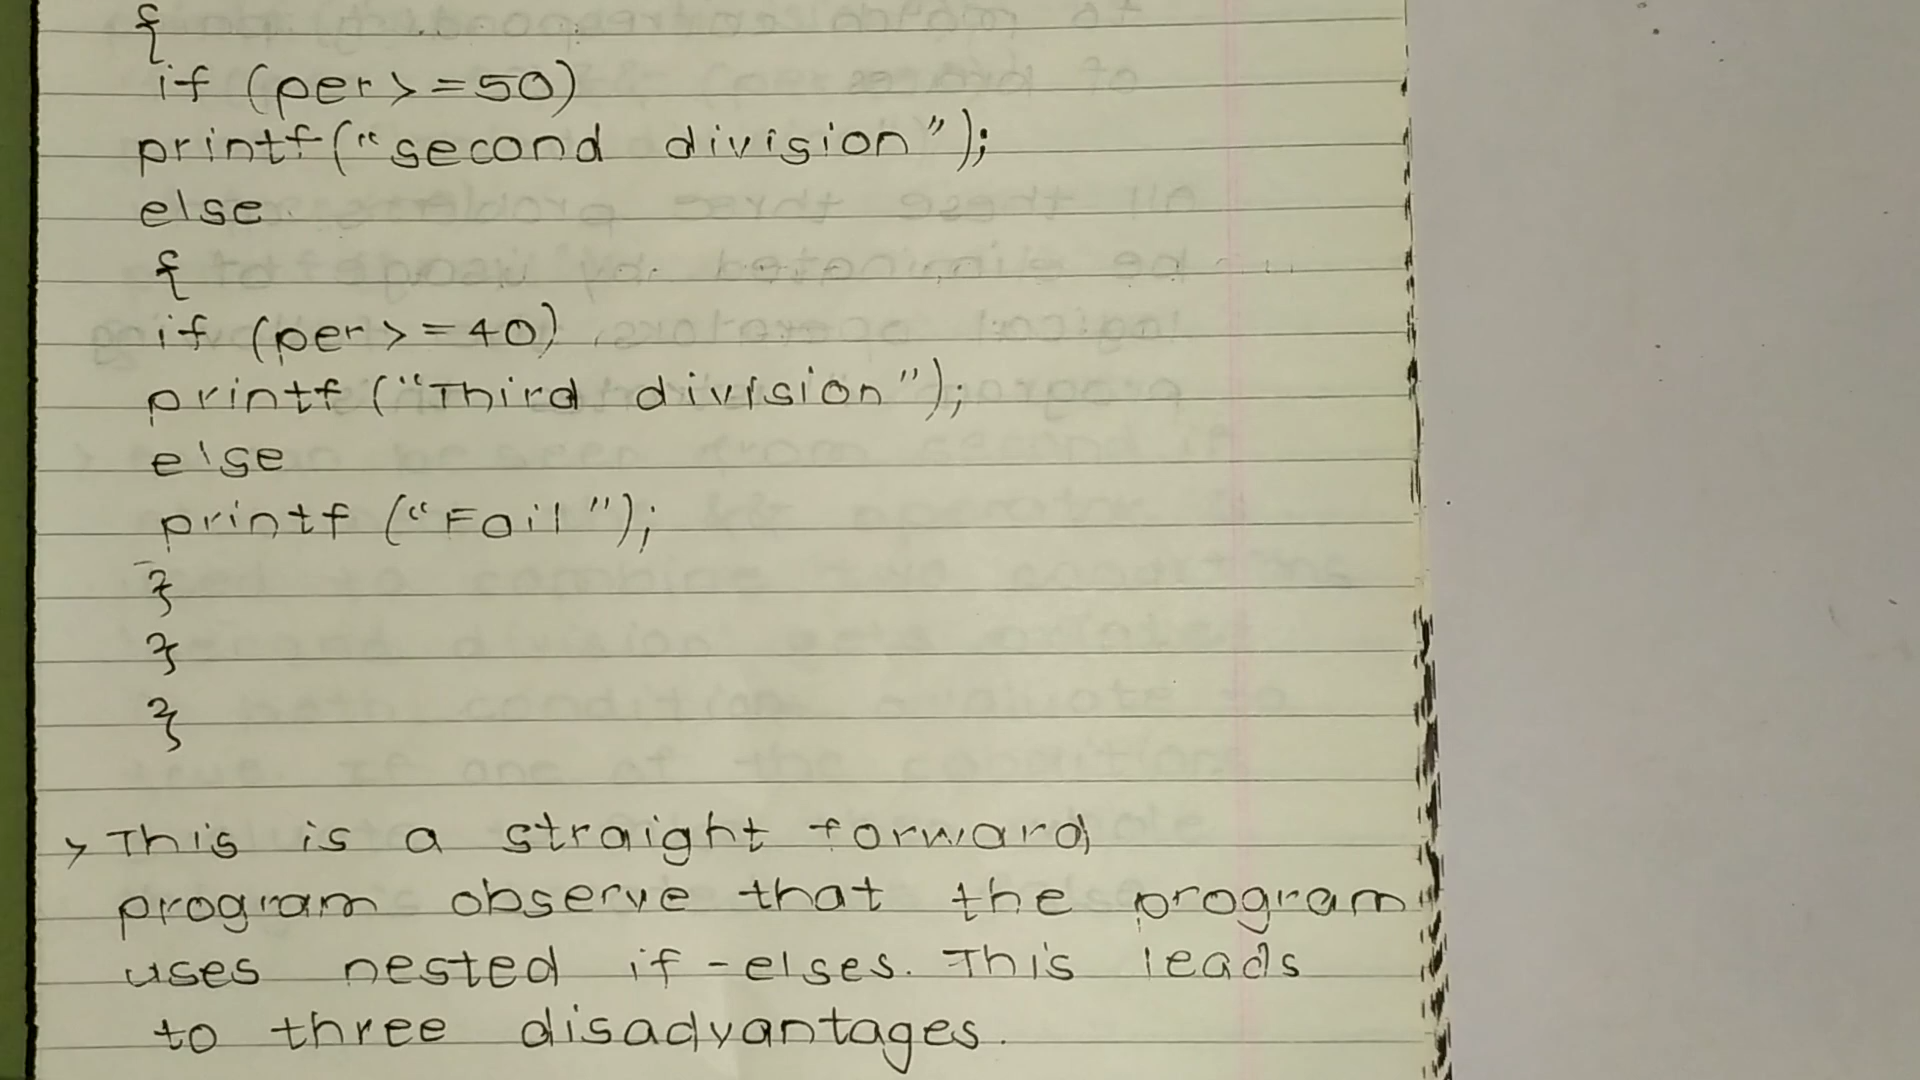 {
if (per>=50)
printf("second division");
else
{
if (per>=40)
printf ("Third division");
else
printf ("Fail");
}
}
}
> This is a straight forward
program observe that the program
uses nested if-elses. This leads
to three disadvantages.